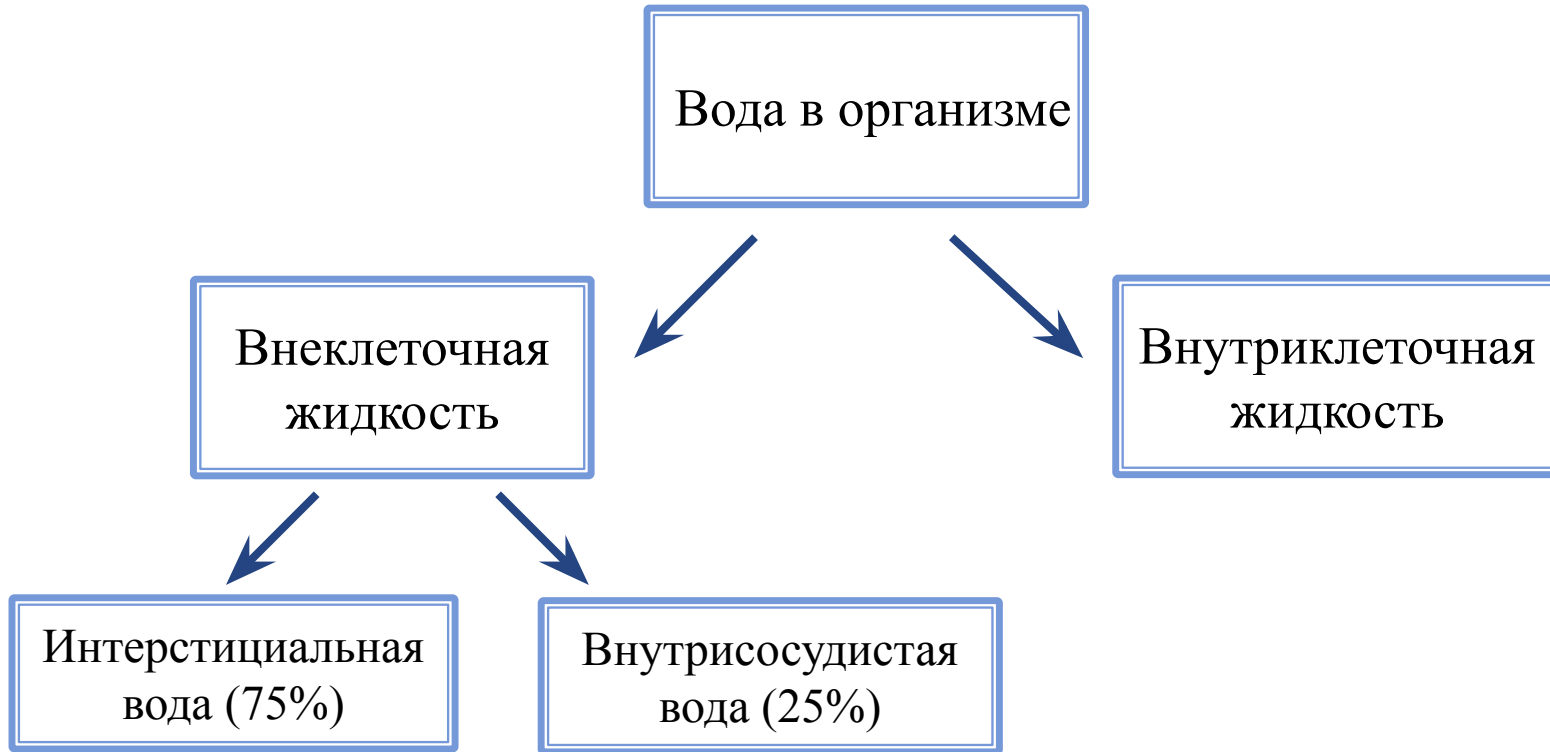 Вода в организме
Внеклеточная
жидкость
Внутриклеточная
жидкость
Интерстициальная
вода (75%)
Внутрисосудистая
вода (25%)